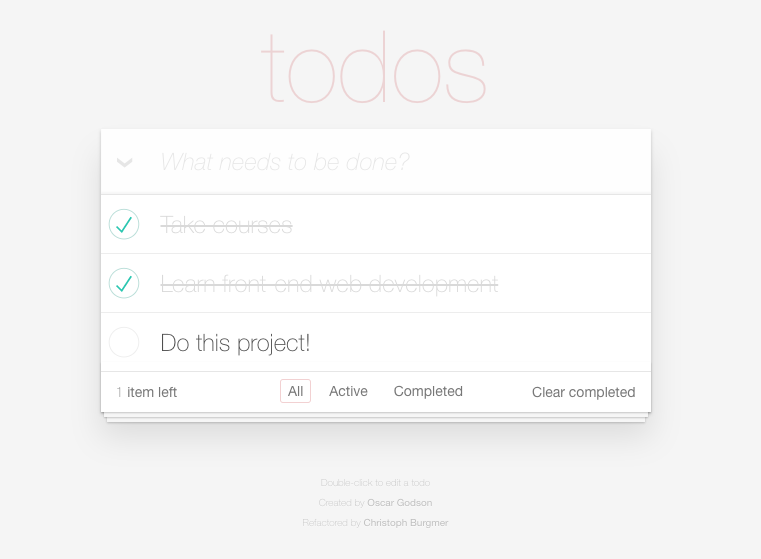 todos
What needs to be done?
Take courses
Learn front-end web development
Do this project!
1 item left All Active Completed Clear completed
Double-click to edit a todo
Created by Oscar Godson
Refactored by Christoph Burgmer